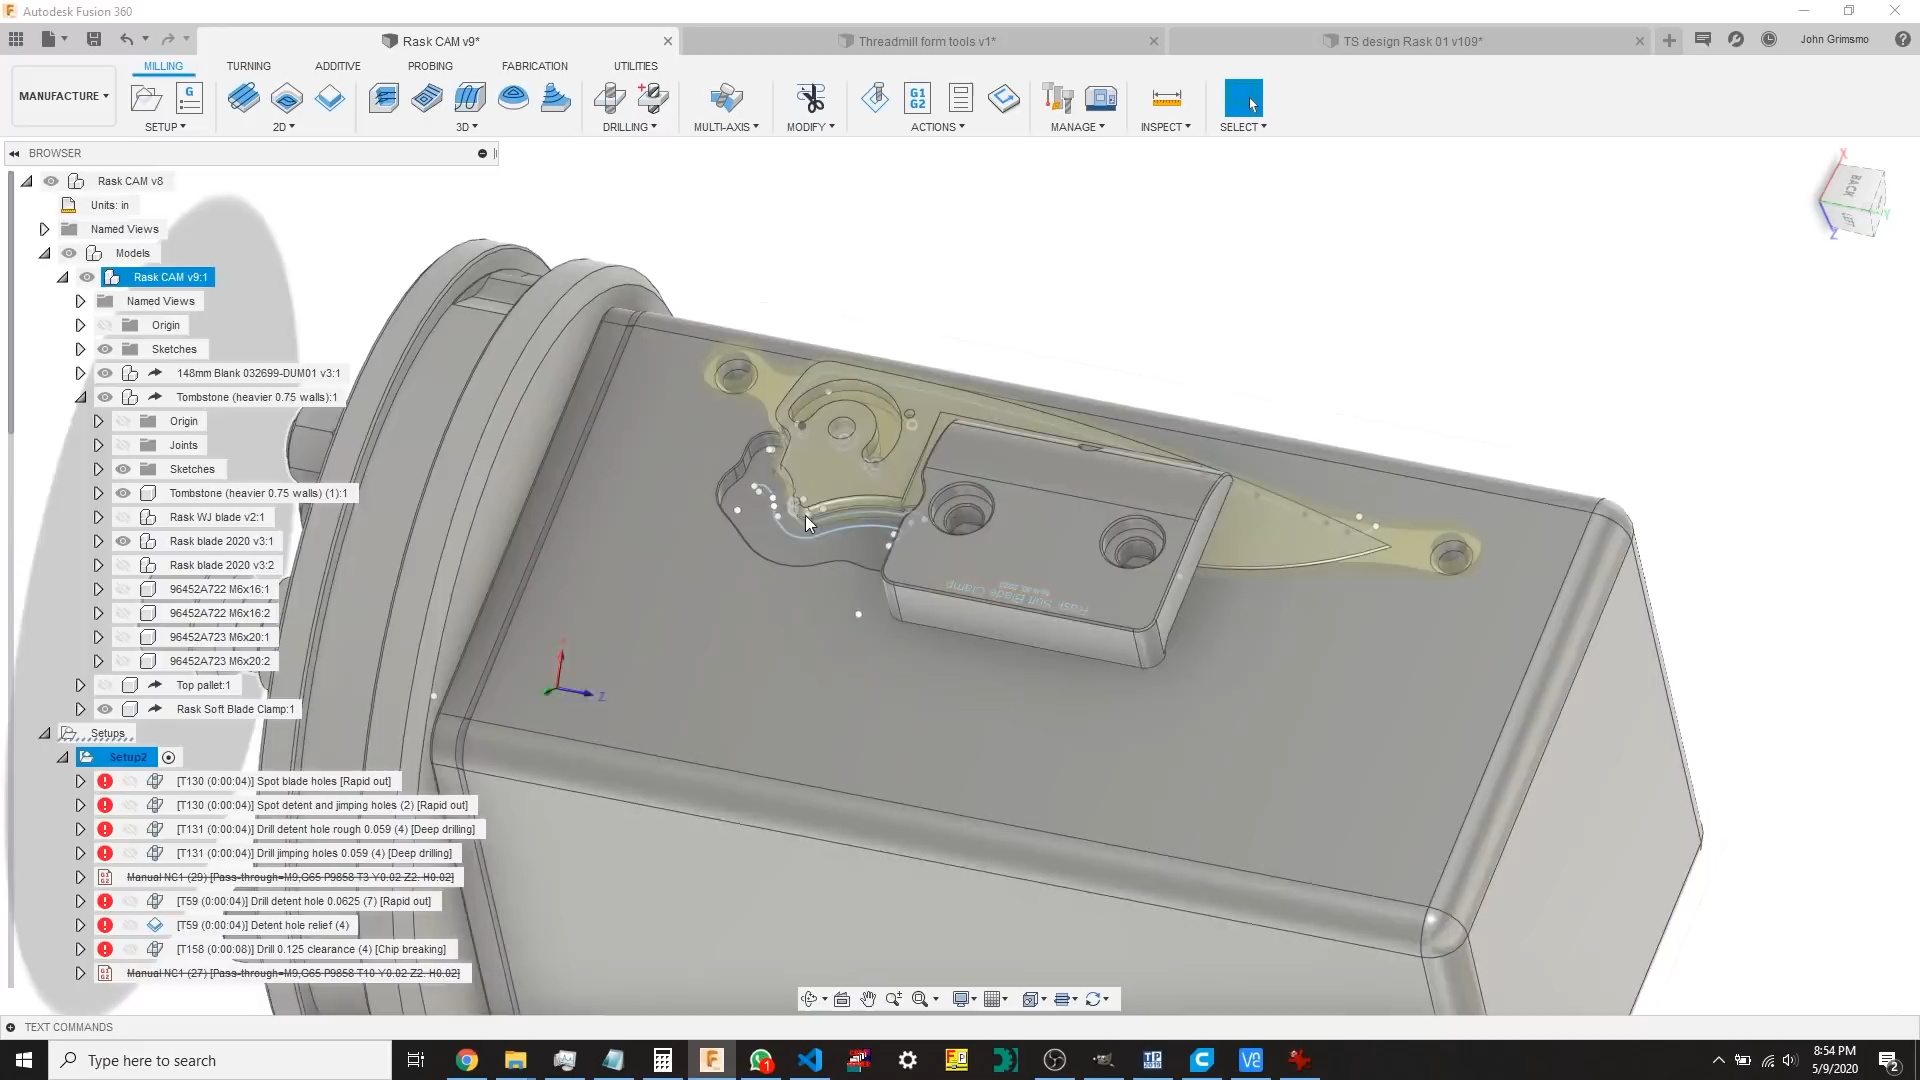 Autodesk Fusion 360
Rask CAM v9*
Threadmill form tools v1*
TS design Rask 01 v109*
John Grimsmo
MILLING
TURNING
ADDITIVE
PROBING
FABRICATION
UTILITIES
MANUFACTURE
G
G1
G2
SETUP
2D
3D
DRILLING
MULTI-AXIS
MODIFY
ACTIONS
MANAGE
INSPECT
SELECT
BROWSER
Rask CAM v8
Units: in
Named Views
Models
Rask CAM v9:1
Named Views
Origin
Sketches
148mm Blank 032699-DUM01 v3:1
Tombstone (heavier 0.75 walls):1
Origin
Joints
Sketches
Tombstone (heavier 0.75 walls) (1):1
Rask WJ blade v2:1
Rask blade 2020 v3:1
Rask blade 2020 v3:2
96452A722 M6x16:1
96452A722 M6x16:2
96452A723 M6x20:1
96452A723 M6x20:2
Top pallet:1
Rask Soft Blade Clamp:1
Setups
Setup2
[T130 (0:00:04)] Spot blade holes [Rapid out]
[T130 (0:00:04)] Spot detent and jimping holes (2) [Rapid out]
[T131 (0:00:04)] Drill detent hole rough 0.059 (4) [Deep drilling]
[T131 (0:00:04)] Drill jimping holes 0.059 (4) [Deep drilling]
Manual NC1 (29) [Pass-through=M9,G65 P9858 T3 Y0.02 Z2. H0.02]
[T59 (0:00:04)] Drill detent hole 0.0625 (7) [Rapid out]
[T59 (0:00:04)] Detent hole relief (4)
[T158 (0:00:08)] Drill 0.125 clearance (4) [Chip breaking]
Manual NC1 (27) [Pass-through=M9,G65 P9858 T10 Y0.02 Z2. H0.02]
Rask Soft Blade Clamp
BACK
LEFT
X
Y
Z
Z
TEXT COMMANDS
Type here to search
8:54 PM
5/9/2020